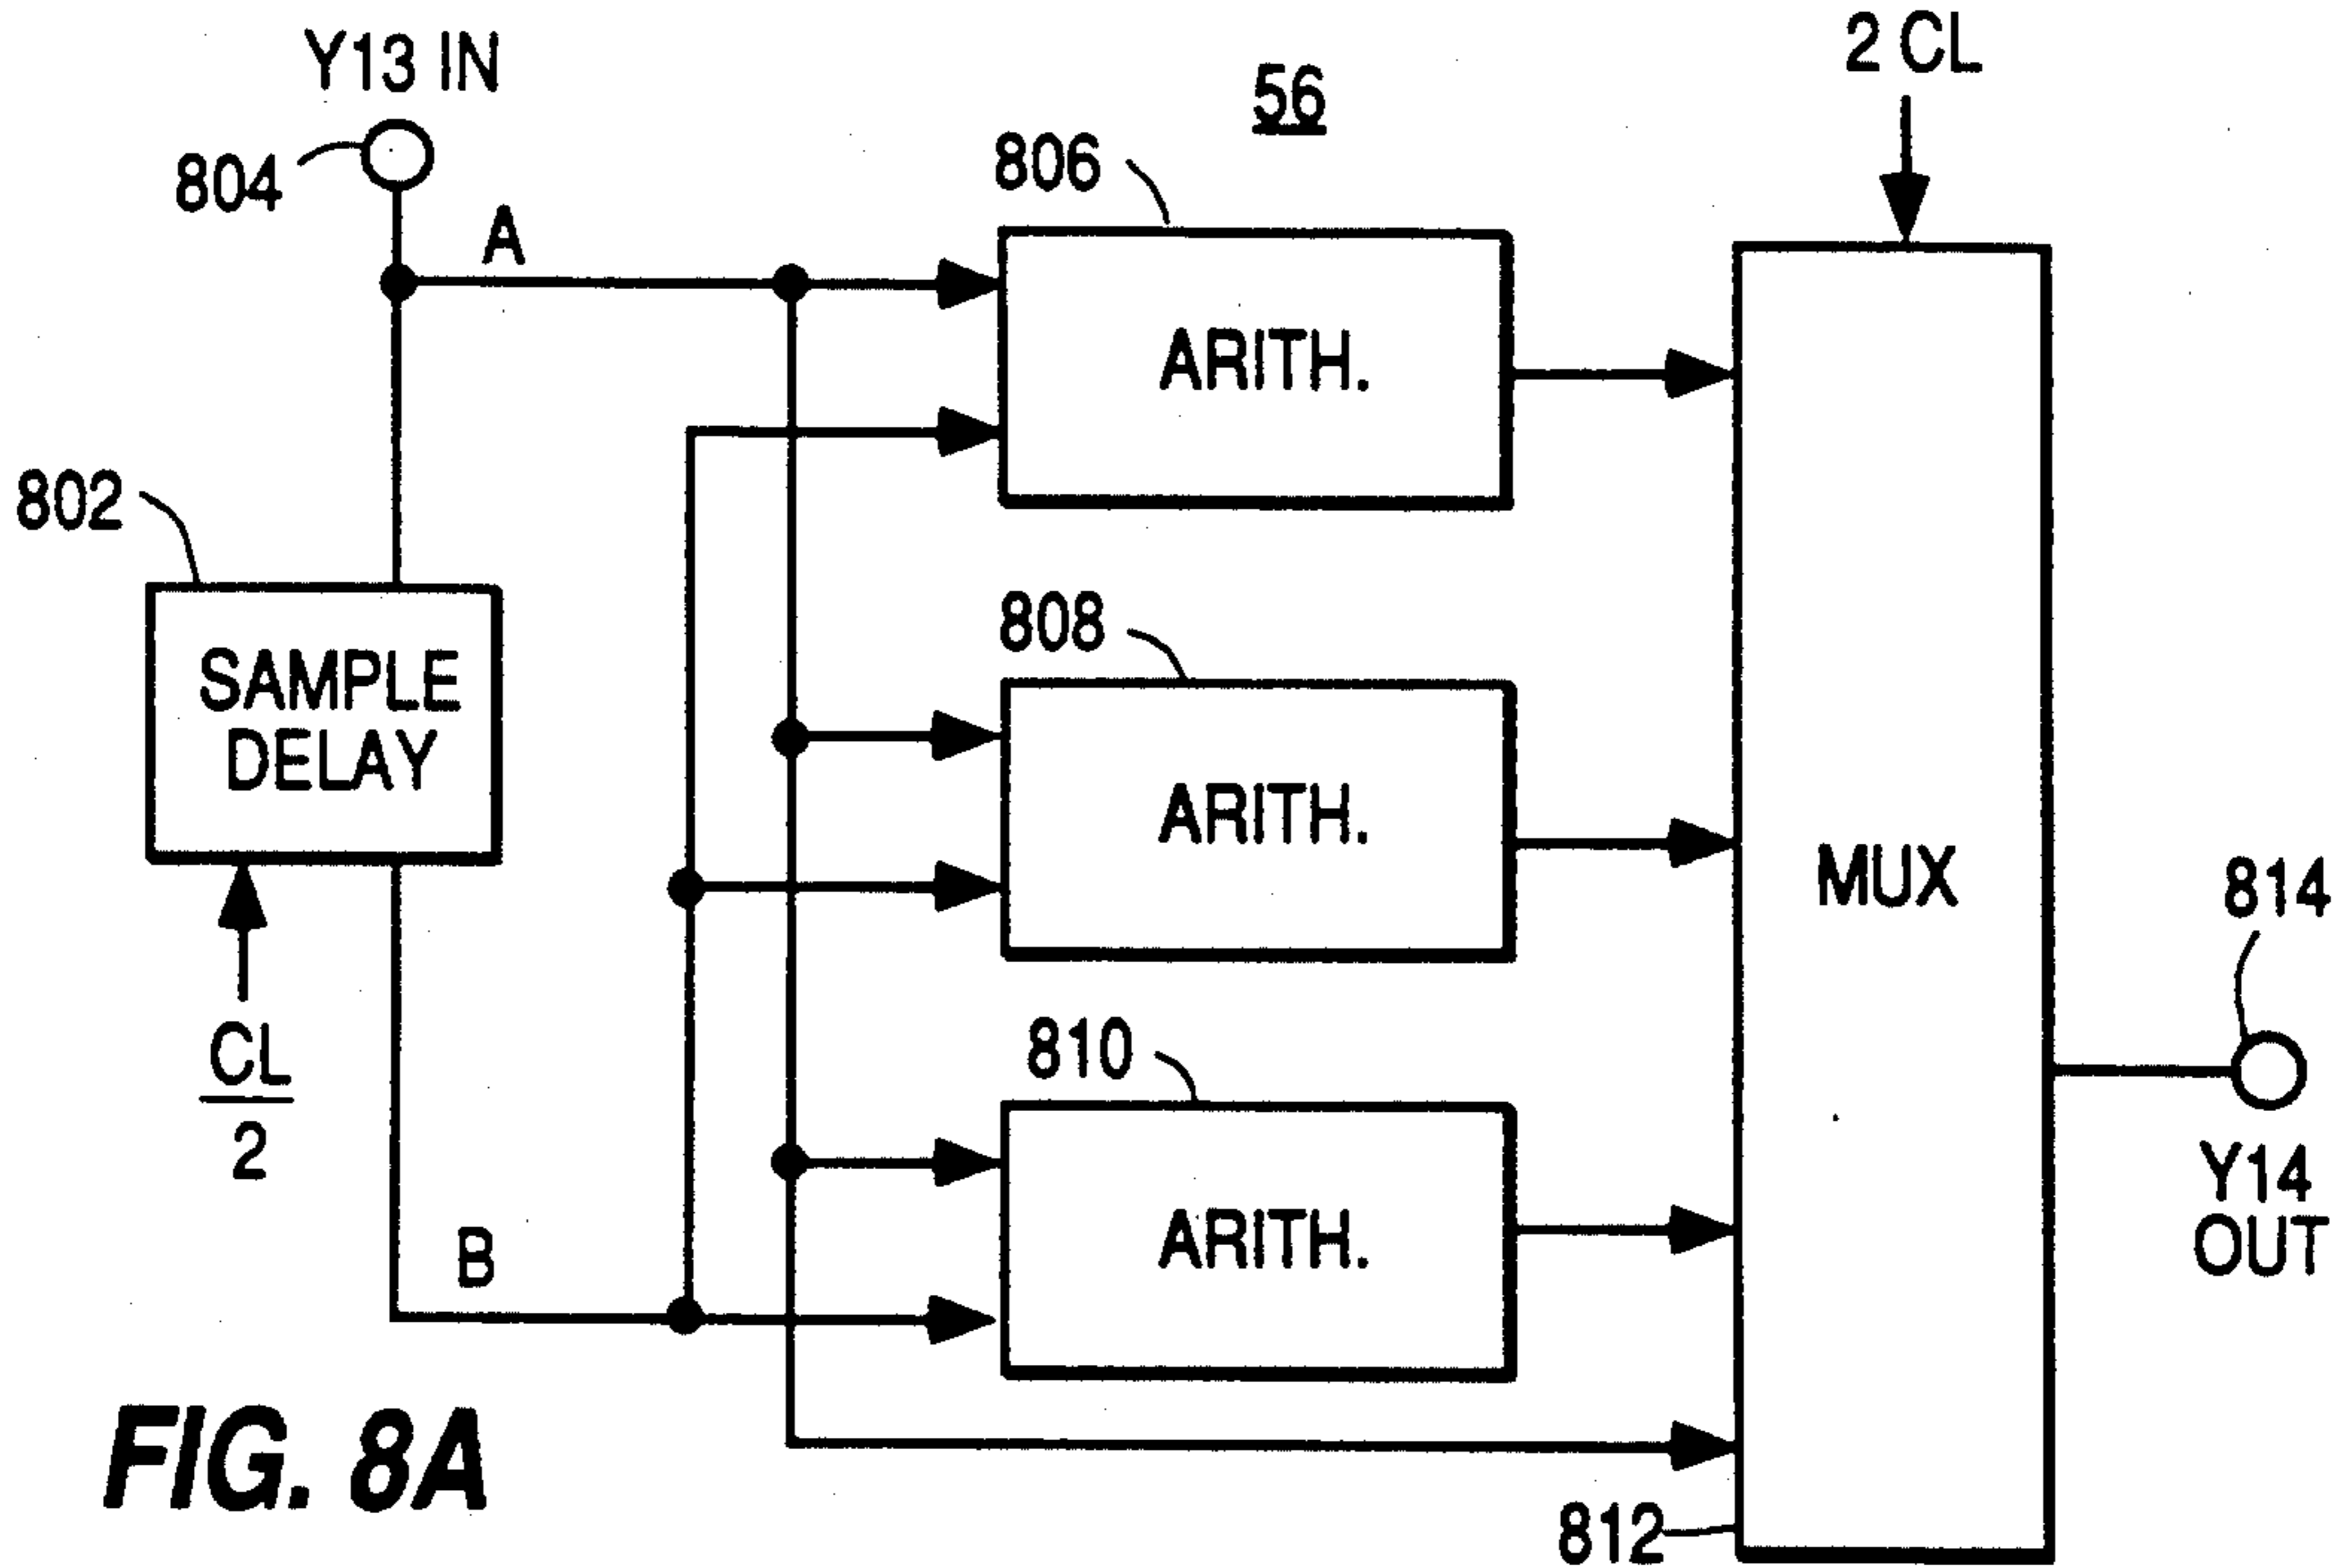 Y13 IN
2 CL
56
804
806
A
ARITH.
802
SAMPLE
DELAY
808
ARITH.
MUX
814
CL
2
810
Y14
OUT
ARITH.
B
FIG. 8A
812